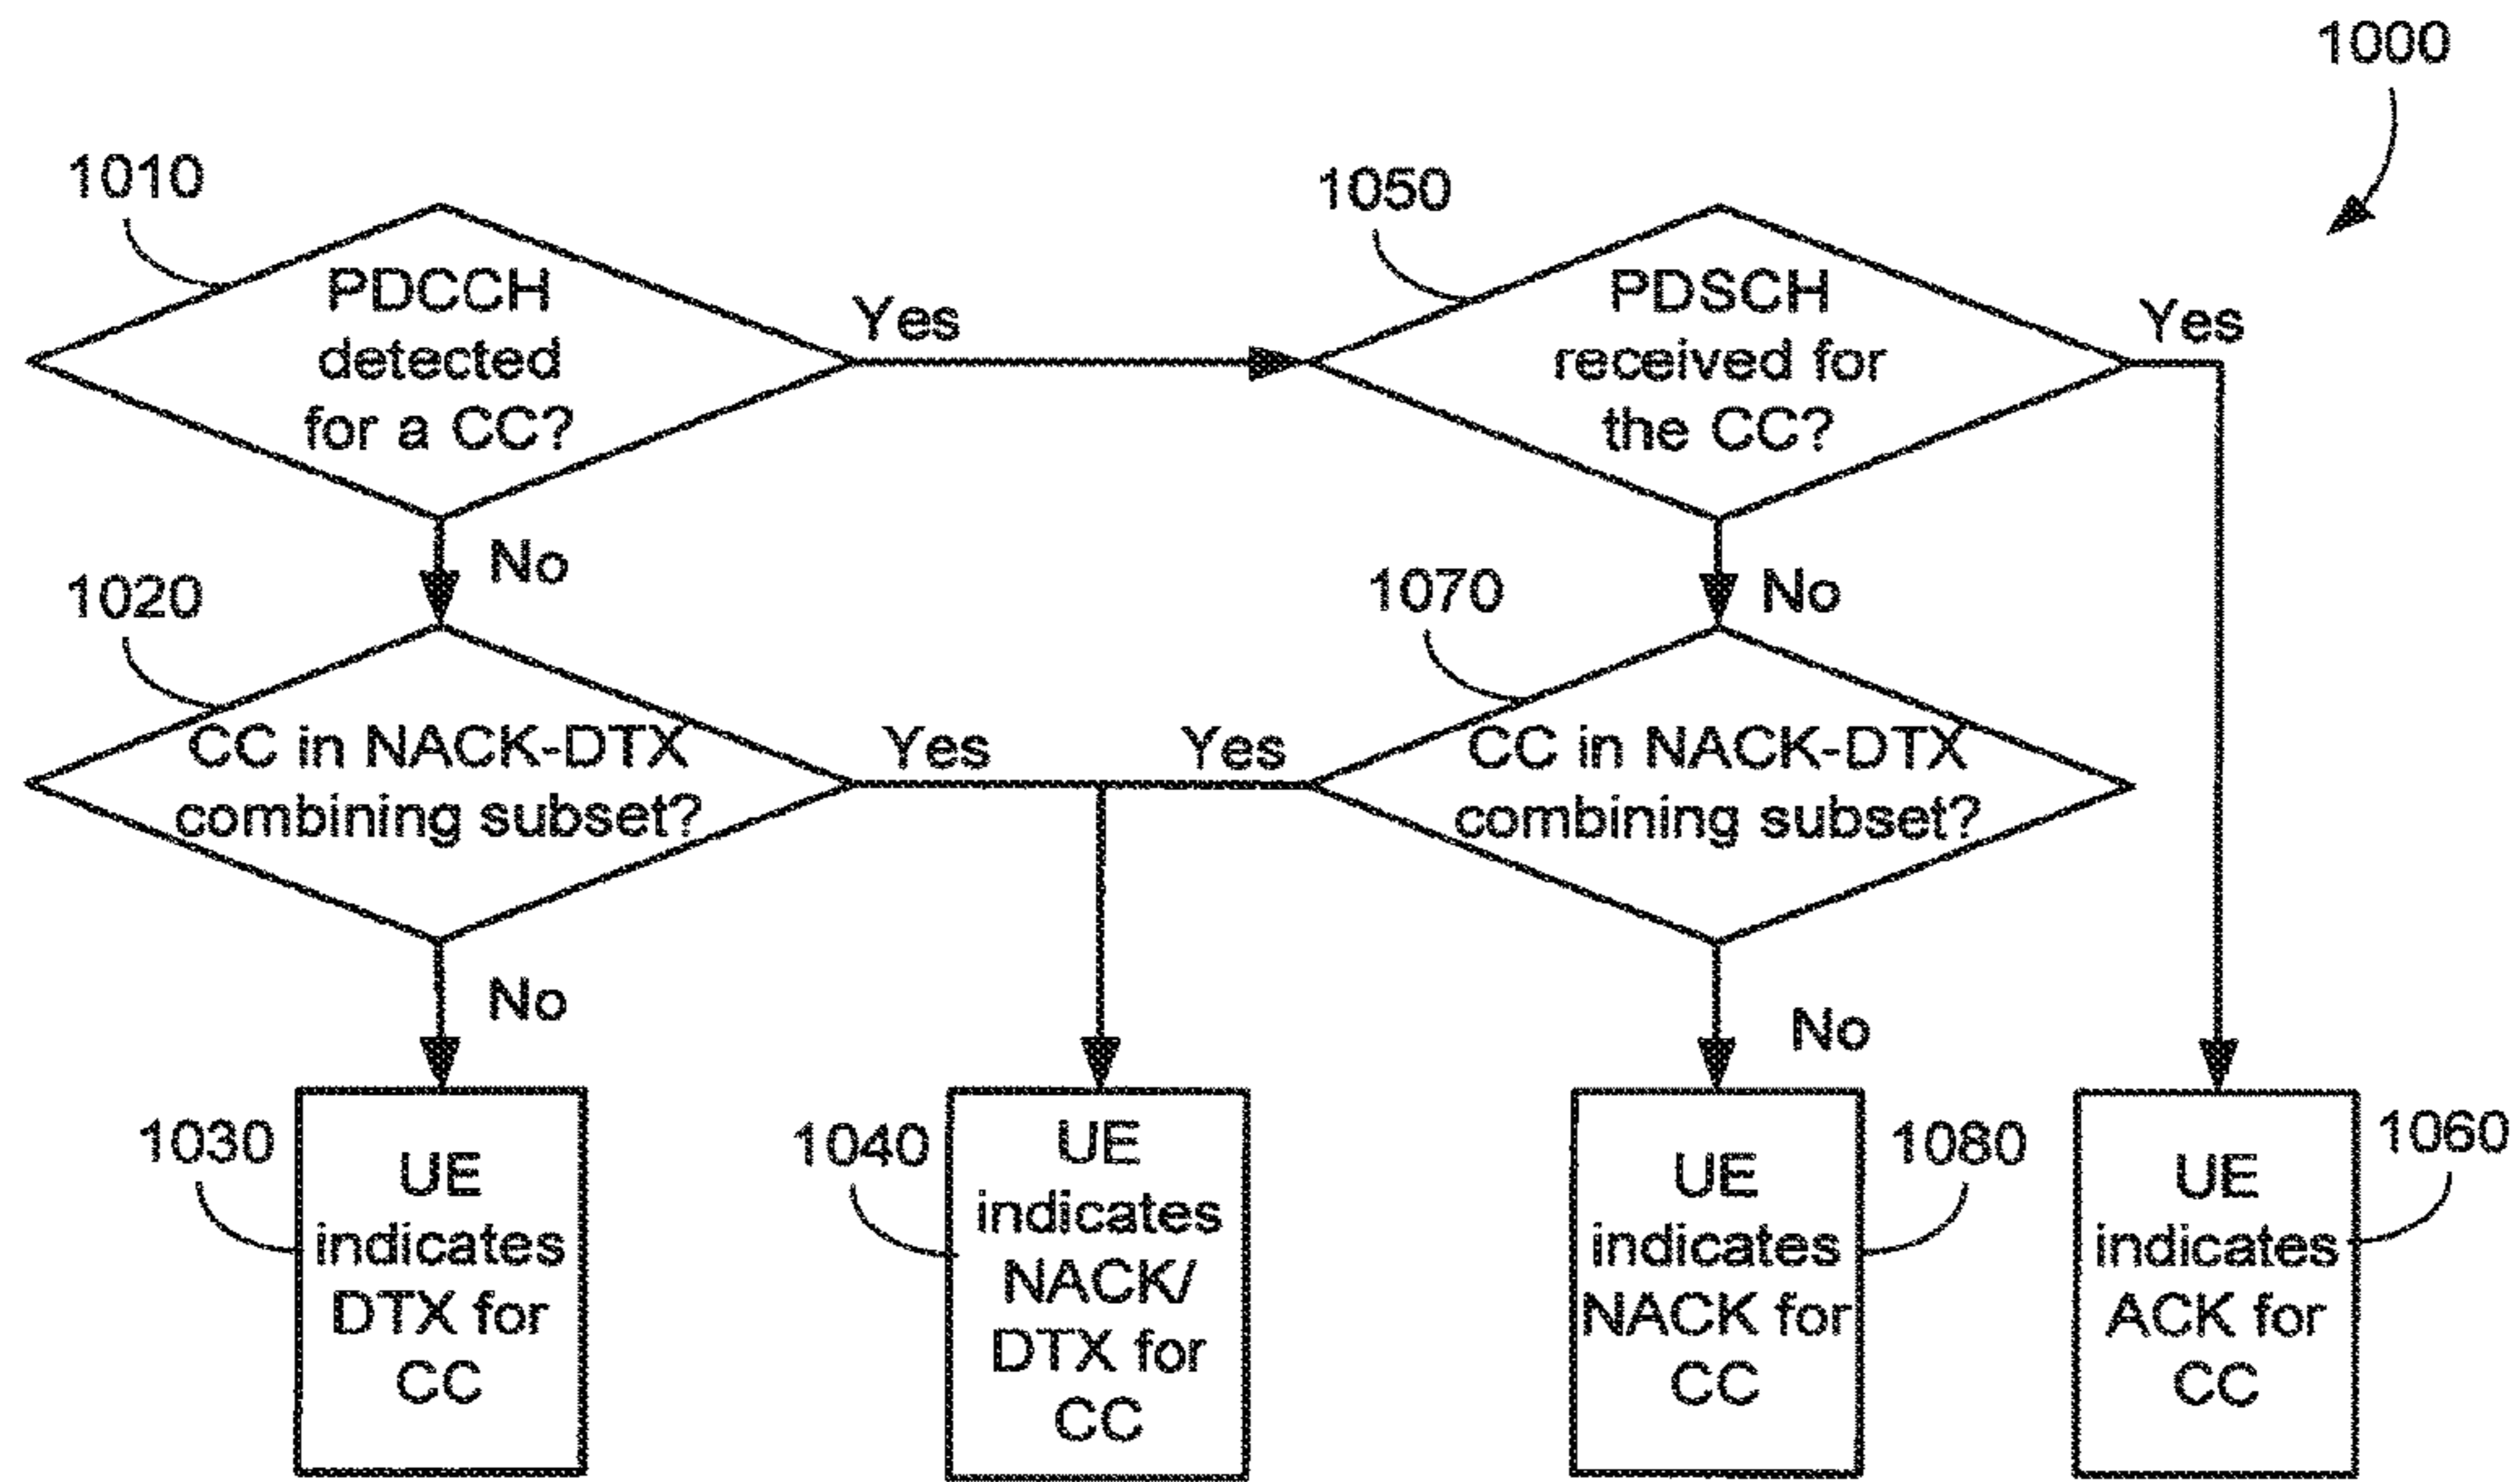 1000
1010
PDCCH
detected
for a CC?
Yes
1050
PDSCH
received for
the CC?
Yes
No
No
1020
CC in NACK-DTX
combining subset?
Yes
Yes
1070
CC in NACK-DTX
combining subset?
No
No
1030
UE
indicates
DTX for
CC
1040
UE
indicates
NACK/
DTX for
CC
1080
UE
indicates
NACK for
CC
1060
UE
indicates
ACK for
CC